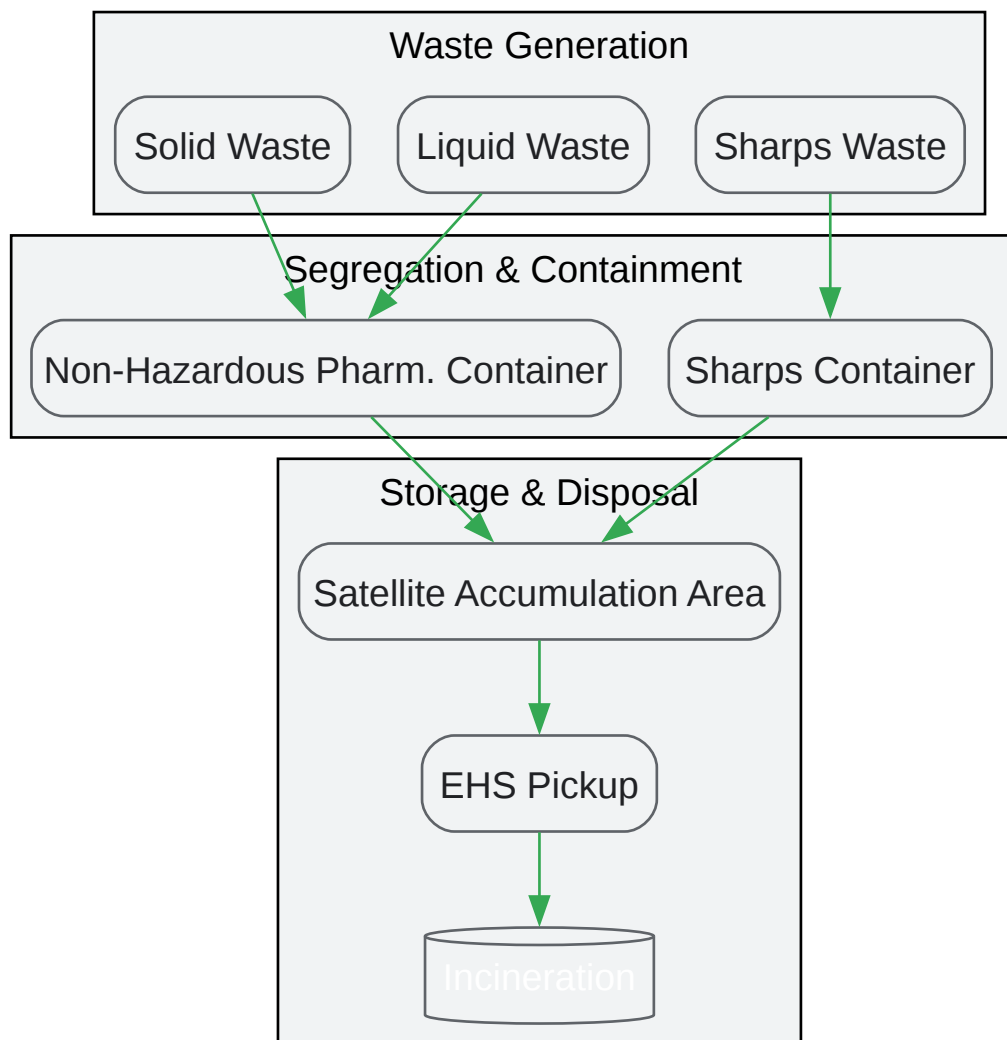 Waste Generation
Solid Waste
Liquid Waste
Sharps Waste
Segregation & Containment
Non-Hazardous Pharm. Container
Sharps Container
Storage & Disposal
Satellite Accumulation Area
EHS Pickup
Incineration